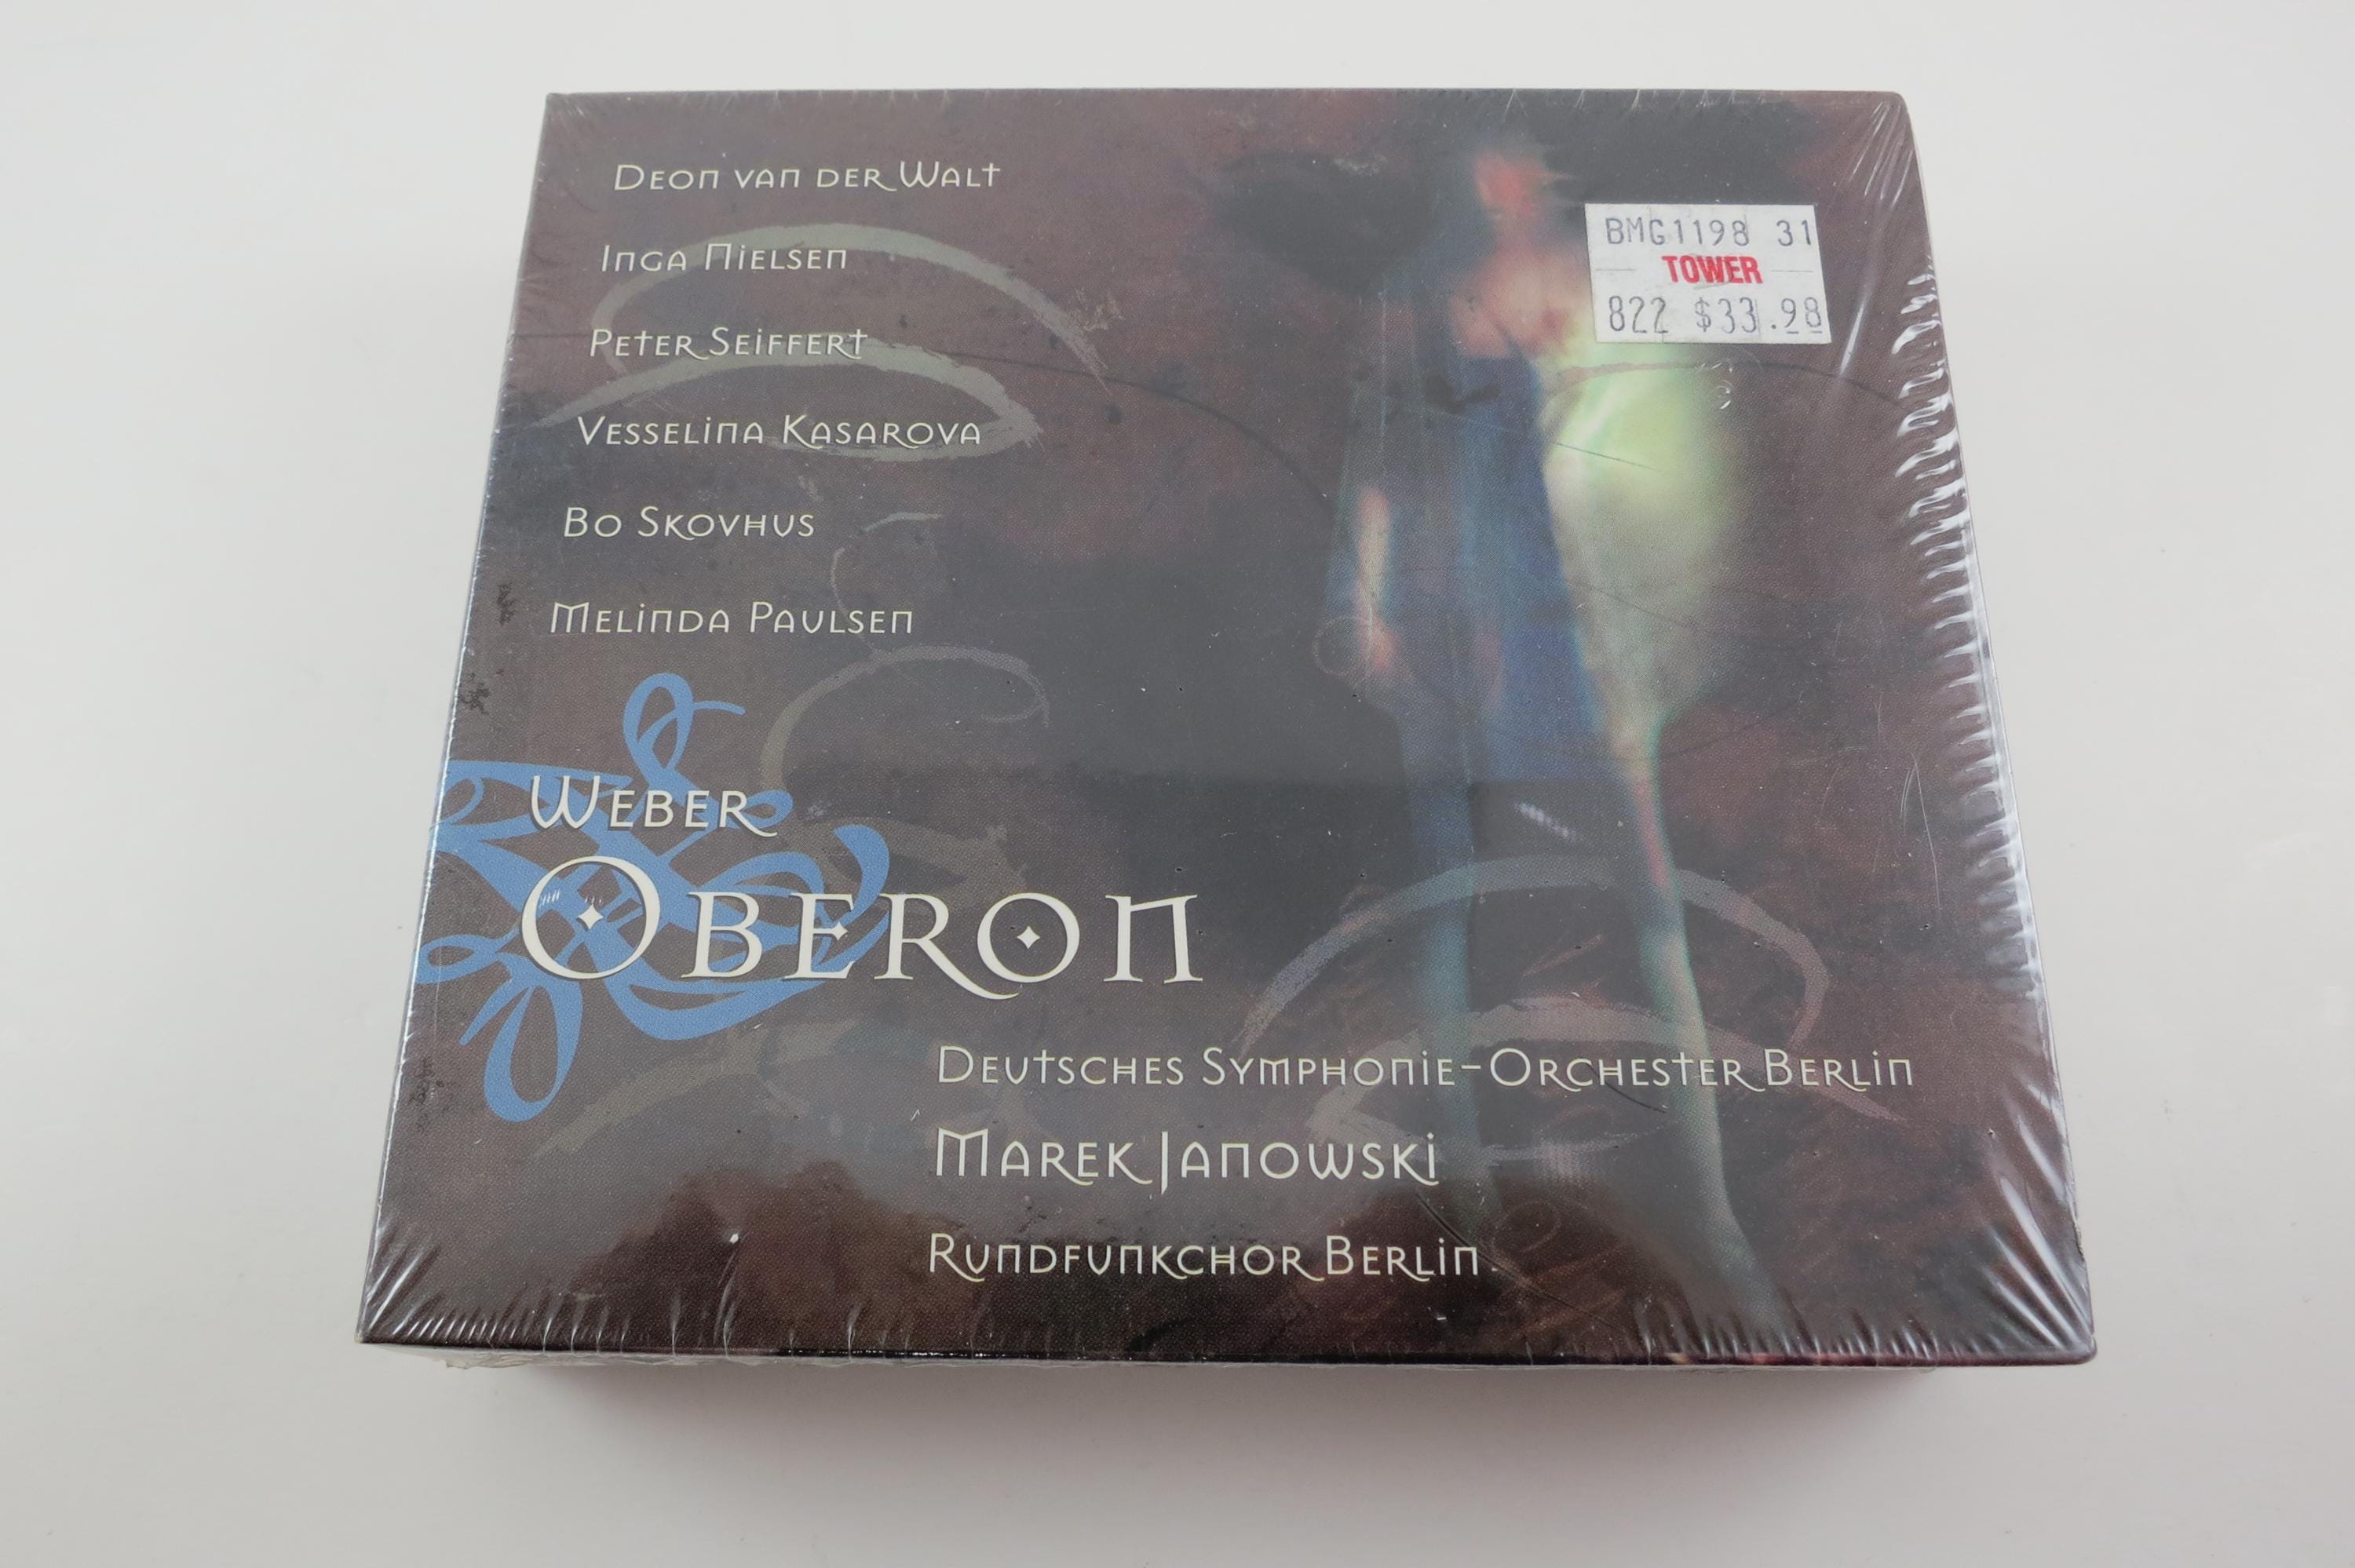 Deon van der Walt
Inga Nielsen
Peter Seiffert
Vesselina Kasarova
Bo Skovhus
Melinda Paulsen
Weber
Oberon
Deutsches Symphonie-Orchester Berlin
Marek Janowski
Rundfunkchor Berlin
BMG1198 31
TOWER
822 $33.98